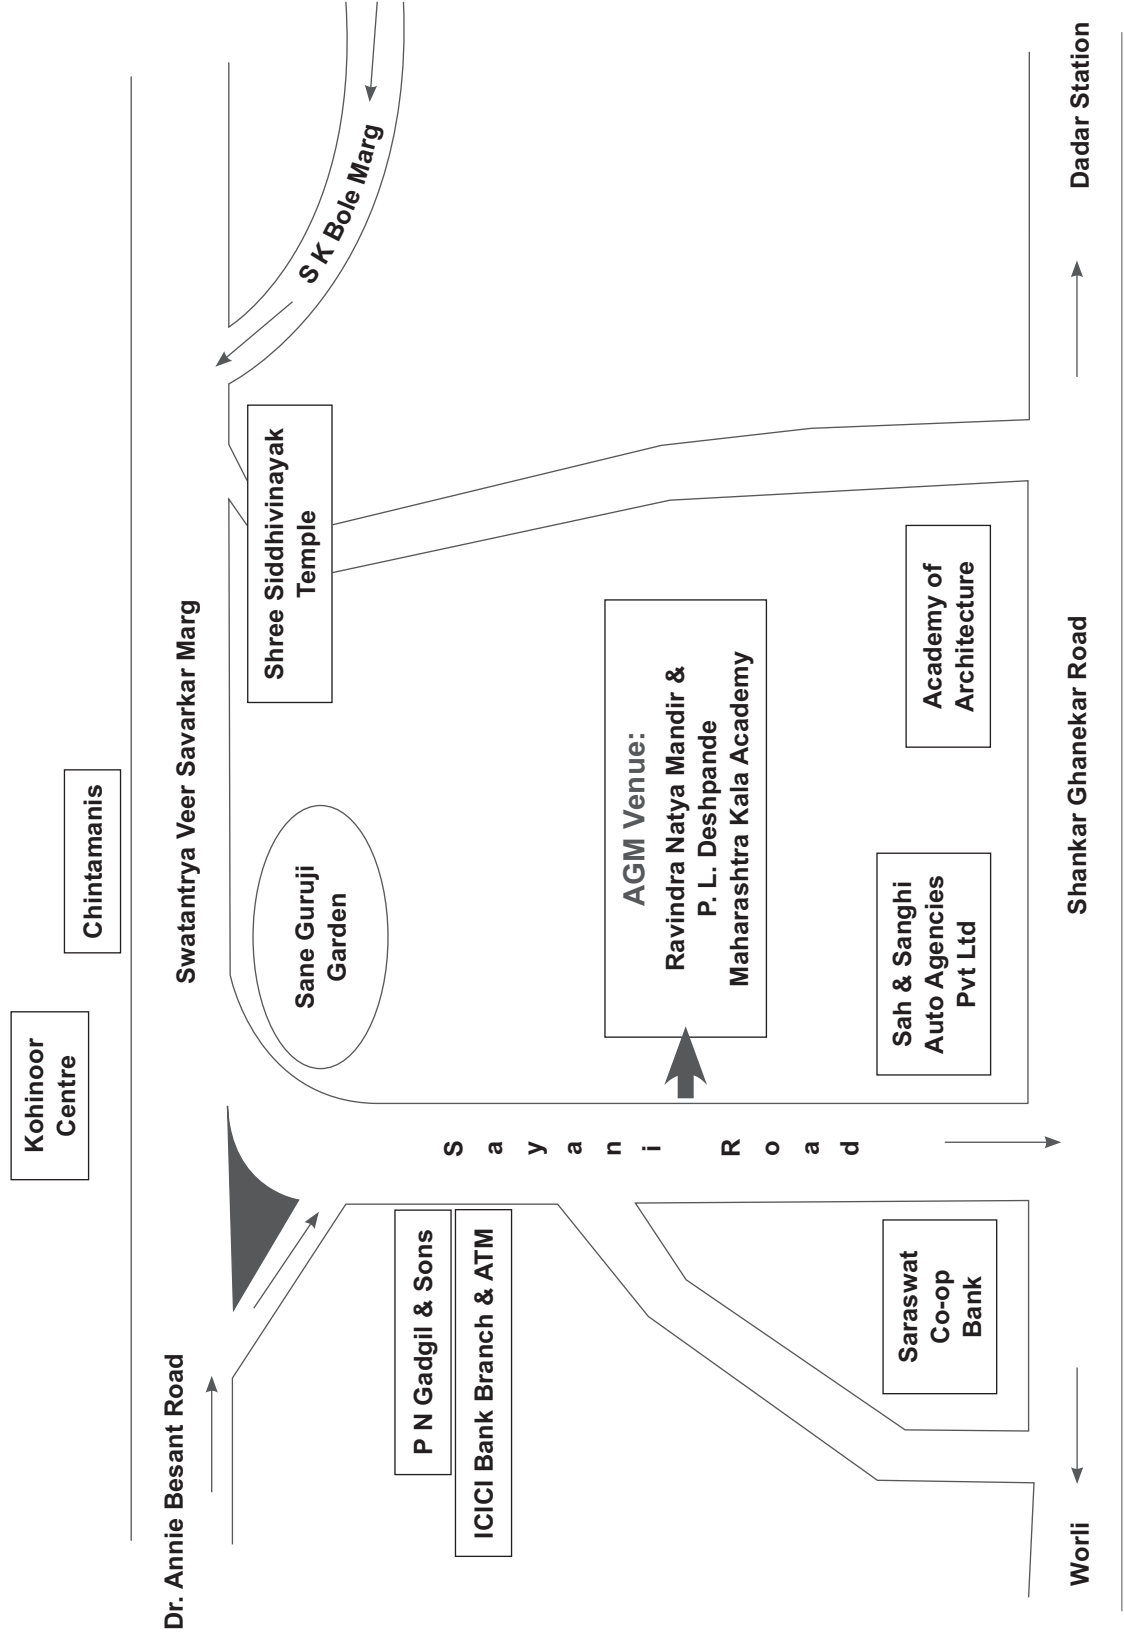 Kohinoor
Centre
Chintamanis
Dr. Annie Besant Road
Swatantrya Veer Savarkar Marg
S K Bole Marg
Shree Siddhivinayak
Temple
Sane Guruji
Garden
P N Gadgil & Sons
ICICI Bank Branch & ATM
Sayani Road
AGM Venue:
Ravindra Natya Mandir &
P. L. Deshpande
Maharashtra Kala Academy
Saraswat
Co-op
Bank
Sah & Sanghi
Auto Agencies
Pvt Ltd
Academy of
Architecture
Worli
Shankar Ghanekar Road
Dadar Station